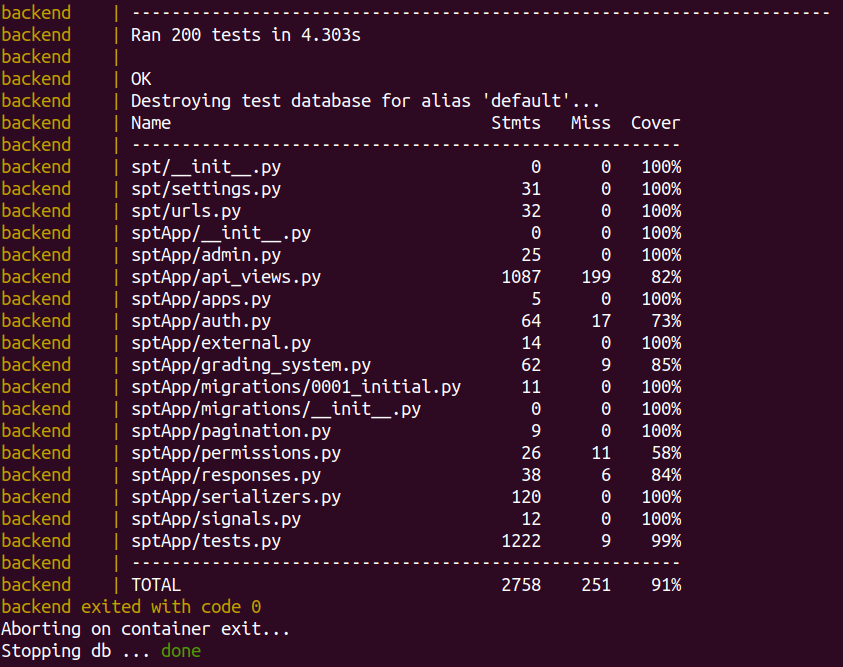 backend    | ----------------------------------------------------------------------
backend    | Ran 200 tests in 4.303s
backend    |
backend    | OK
backend    | Destroying test database for alias 'default'...
backend    | Name                                Stmts   Miss  Cover
backend    | -------------------------------------------------------
backend    | spt/__init__.py                         0      0   100%
backend    | spt/settings.py                        31      0   100%
backend    | spt/urls.py                            32      0   100%
backend    | sptApp/__init__.py                      0      0   100%
backend    | sptApp/admin.py                        25      0   100%
backend    | sptApp/api_views.py                  1087    199    82%
backend    | sptApp/apps.py                          5      0   100%
backend    | sptApp/auth.py                         64     17    73%
backend    | sptApp/external.py                     14      0   100%
backend    | sptApp/grading_system.py               62      9    85%
backend    | sptApp/migrations/0001_initial.py      11      0   100%
backend    | sptApp/migrations/__init__.py           0      0   100%
backend    | sptApp/pagination.py                    9      0   100%
backend    | sptApp/permissions.py                  26     11    58%
backend    | sptApp/responses.py                    38      6    84%
backend    | sptApp/serializers.py                 120      0   100%
backend    | sptApp/signals.py                      12      0   100%
backend    | sptApp/tests.py                      1222      9    99%
backend    | -------------------------------------------------------
backend    | TOTAL                                2758    251    91%
backend exited with code 0
Aborting on container exit...
Stopping db ... done